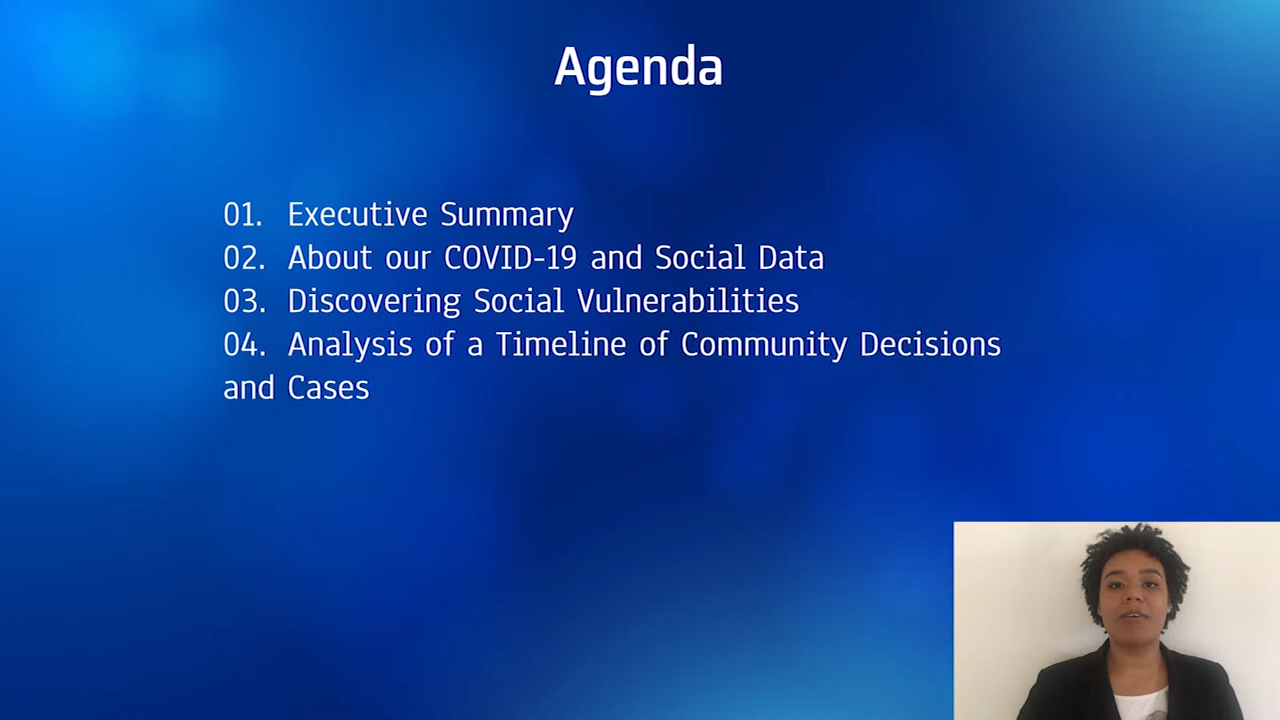 Agenda
01. Executive Summary
02. About our COVID-19 and Social Data
03. Discovering Social Vulnerabilities
04. Analysis of a Timeline of Community Decisions
and Cases